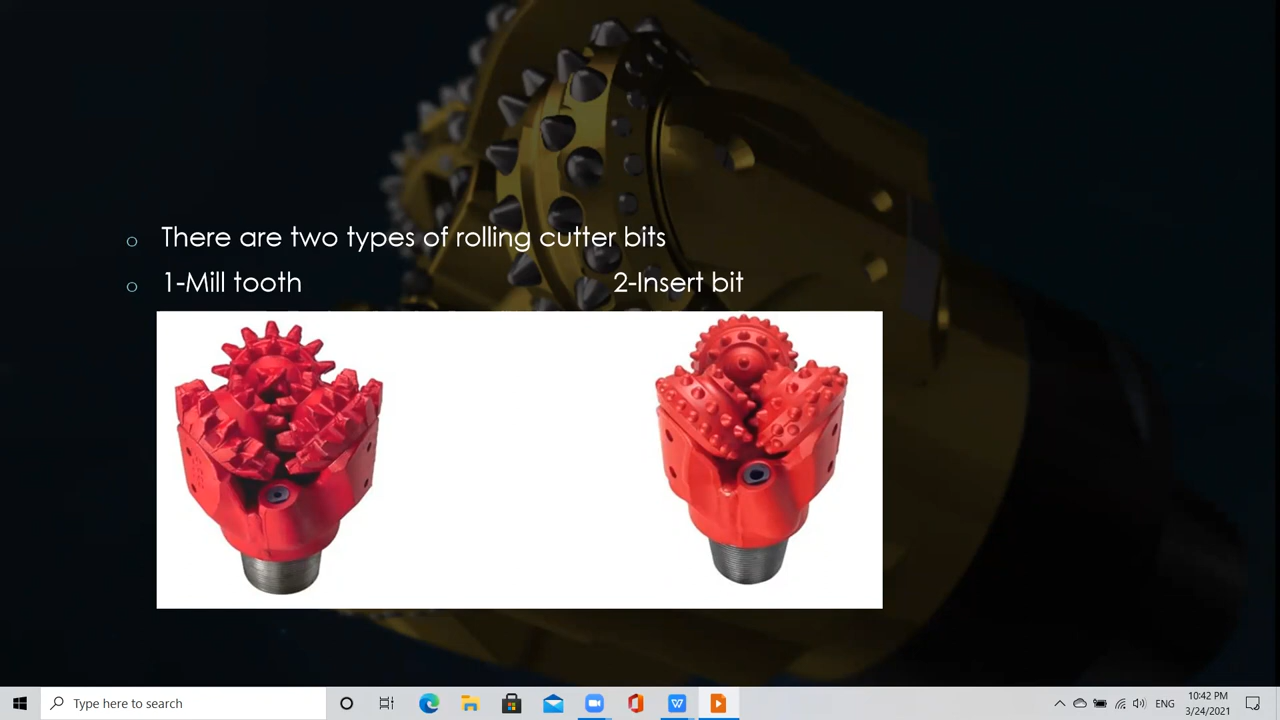 There are two types of rolling cutter bits
1-Mill tooth 2-Insert bit
Type here to search
ENG
10:42 PM
3/24/2021